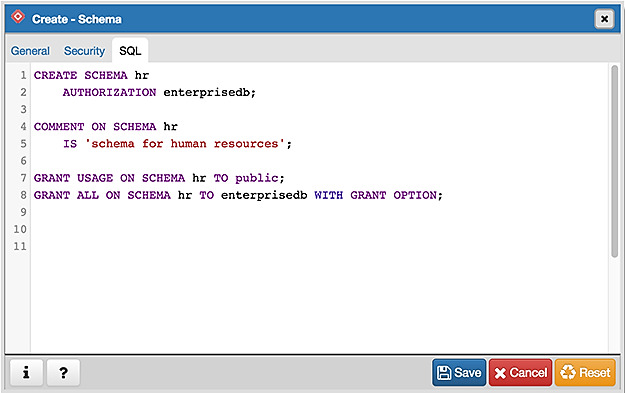 Create - Schema
General Security SQL
1 CREATE SCHEMA hr
2 AUTHORIZATION enterprisedb;
3
4 COMMENT ON SCHEMA hr
5 IS 'schema for human resources';
6
7 GRANT USAGE ON SCHEMA hr TO public;
8 GRANT ALL ON SCHEMA hr TO enterprisedb WITH GRANT OPTION;
9
10
11
i ? Save Cancel Reset